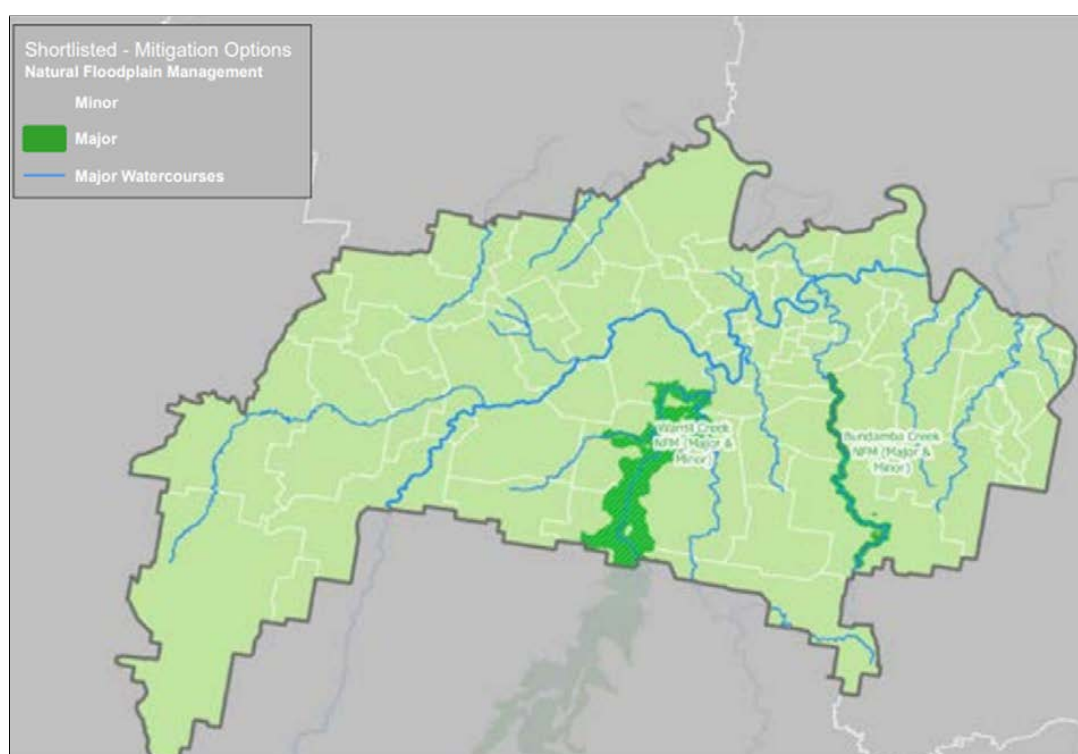 Shortlisted - Mitigation Options
Natural Floodplain Management
Minor
Major
Major Watercourses
Warrill Creek
NFM (Major &
Minor)
Bundamba Creek
NFM (Major &
Minor)